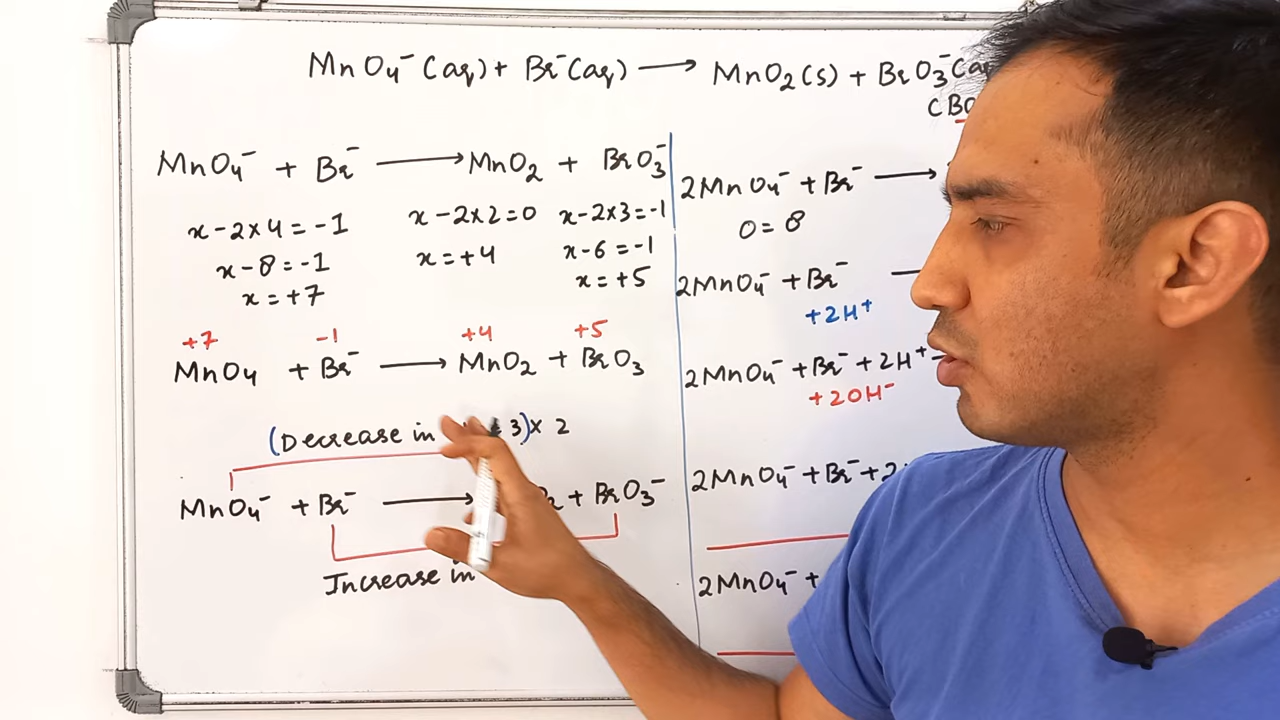 MnO₄⁻(aq) + Br⁻(aq) ⟶ MnO₂(s) + BrO₃⁻(aq
MnO₄⁻ + Br⁻ ⟶ MnO₂ + BrO₃⁻
x-2×4=-1
x-8=-1
x=+7
x-2×2=0
x=+4
x-2×3=-1
x-6=-1
x=+5
+7 -1 +4 +5
MnO₄ + Br⁻ ⟶ MnO₂ + BrO₃
(Decrease in 3)×2
MnO₄⁻ + Br⁻ ⟶ ₂ + BrO₃⁻
Increase in
2MnO₄⁻ + Br⁻ ⟶
O=8
2MnO₄⁻ + Br⁻
+2H⁺
2MnO₄⁻ + Br⁻ + 2H⁺
+2OH⁻
2MnO₄⁻ + Br⁻ + 2
2MnO₄⁻ +